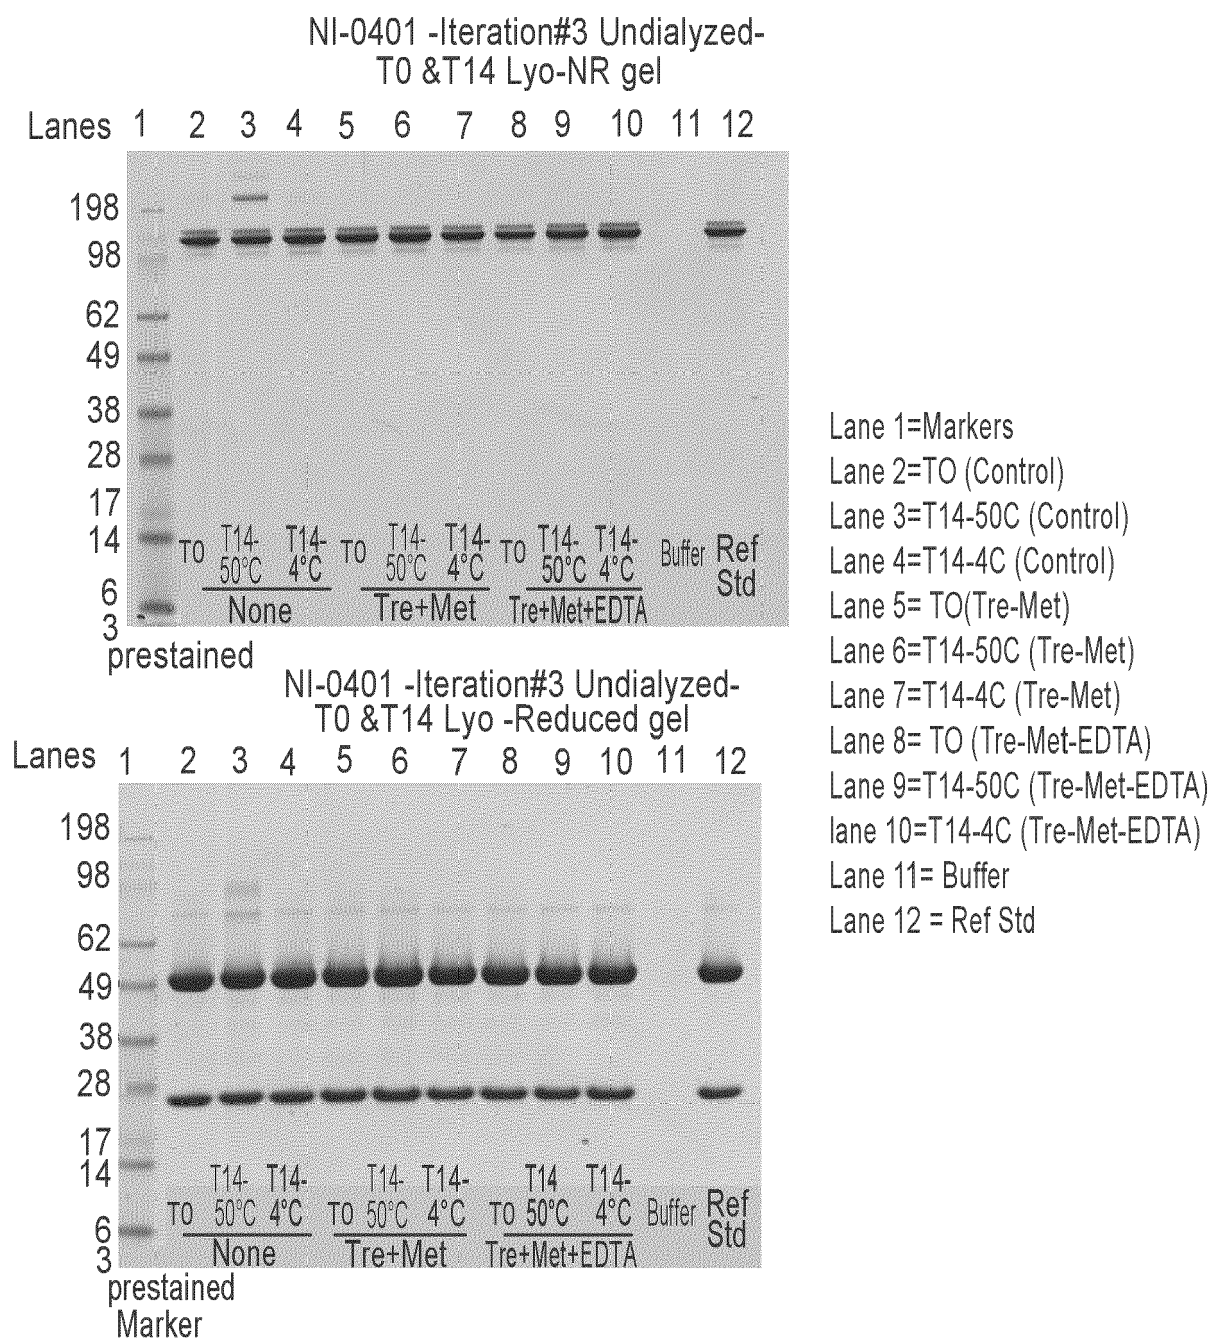 NI-0401 -Iteration#3 Undialyzed-
T0 &T14 Lyo-NR gel
Lanes 1 2 3 4 5 6 7 8 9 10 11 12
198
98
62
49
38
28
17
14
6
3
T0 T14- T14- T0 T14- T14- T0 T14- T14- Buffer Ref
50°C 4°C 50°C 4°C 50°C 4°C Std
None Tre+Met Tre+Met+EDTA
prestained
NI-0401 -Iteration#3 Undialyzed-
T0 &T14 Lyo -Reduced gel
Lanes 1 2 3 4 5 6 7 8 9 10 11 12
198
98
62
49
38
28
17
14
6
3
T14- T14- T14- T14- T14 T14- Ref
T0 50°C 4°C T0 50°C 4°C T0 50°C 4°C Buffer Std
None Tre+Met Tre+Met+EDTA
prestained
Marker
Lane 1=Markers
Lane 2=TO (Control)
Lane 3=T14-50C (Control)
Lane 4=T14-4C (Control)
Lane 5= TO(Tre-Met)
Lane 6=T14-50C (Tre-Met)
Lane 7=T14-4C (Tre-Met)
Lane 8= TO (Tre-Met-EDTA)
Lane 9=T14-50C (Tre-Met-EDTA)
lane 10=T14-4C (Tre-Met-EDTA)
Lane 11= Buffer
Lane 12 = Ref Std